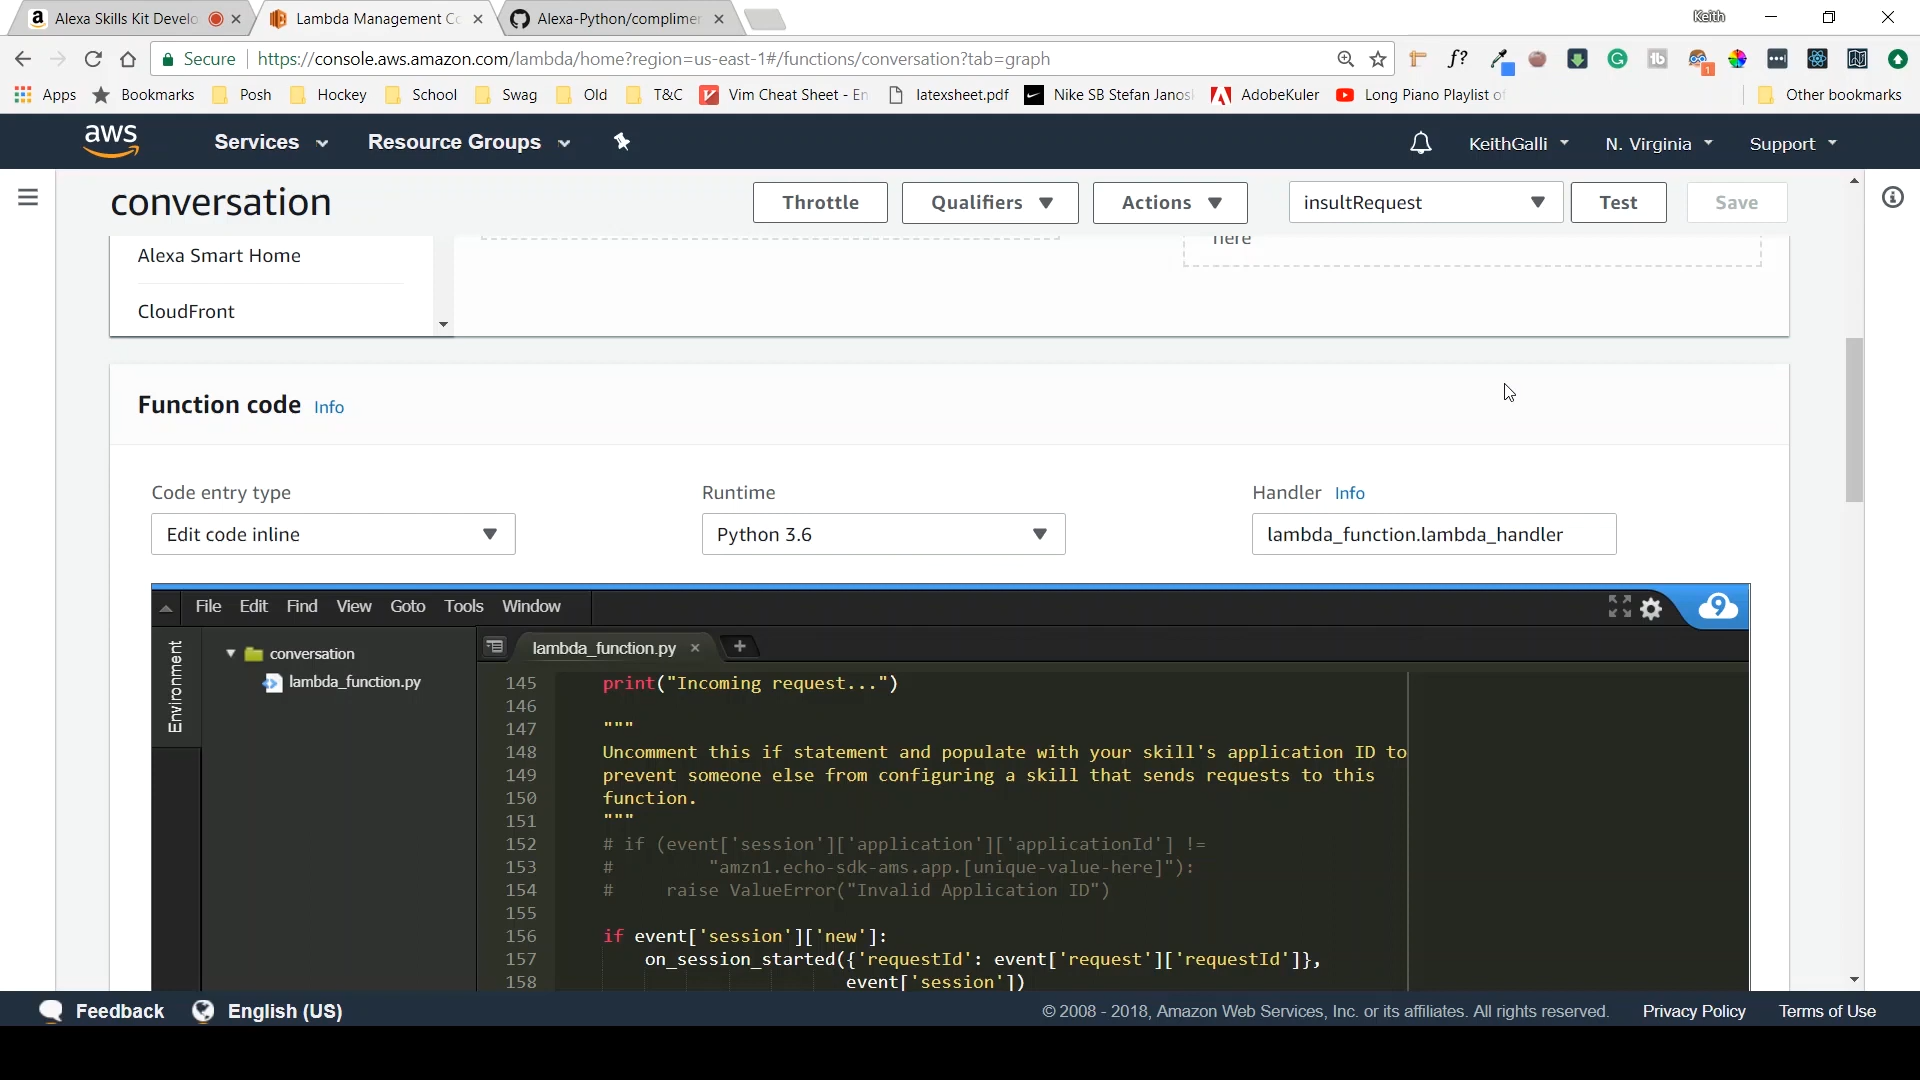 Alexa Skills Kit Develo
Lambda Management Co
Alexa-Python/complimen
Keith
Secure https://console.aws.amazon.com/lambda/home?region=us-east-1#/functions/conversation?tab=graph
Apps Bookmarks Posh Hockey School Swag Old T&C Vim Cheat Sheet - En latexsheet.pdf Nike SB Stefan Janosk AdobeKuler Long Piano Playlist of Other bookmarks
aws Services Resource Groups KeithGalli N. Virginia Support
conversation Throttle Qualifiers Actions insultRequest Test Save
here
Alexa Smart Home
CloudFront
Function code Info
Code entry type Runtime Handler Info
Edit code inline Python 3.6 lambda_function.lambda_handler
File Edit Find View Goto Tools Window 9
Environment
conversation
lambda_function.py
lambda_function.py
145 print("Incoming request...")
146
147 """
148 Uncomment this if statement and populate with your skill's application ID to
149 prevent someone else from configuring a skill that sends requests to this
150 function.
151 """
152 # if (event['session']['application']['applicationId'] !=
153 # "amzn1.echo-sdk-ams.app.[unique-value-here]"):
154 # raise ValueError("Invalid Application ID")
155
156 if event['session']['new']:
157 on_session_started({'requestId': event['request']['requestId']},
158 event['session'])
Feedback English (US) © 2008 - 2018, Amazon Web Services, Inc. or its affiliates. All rights reserved. Privacy Policy Terms of Use